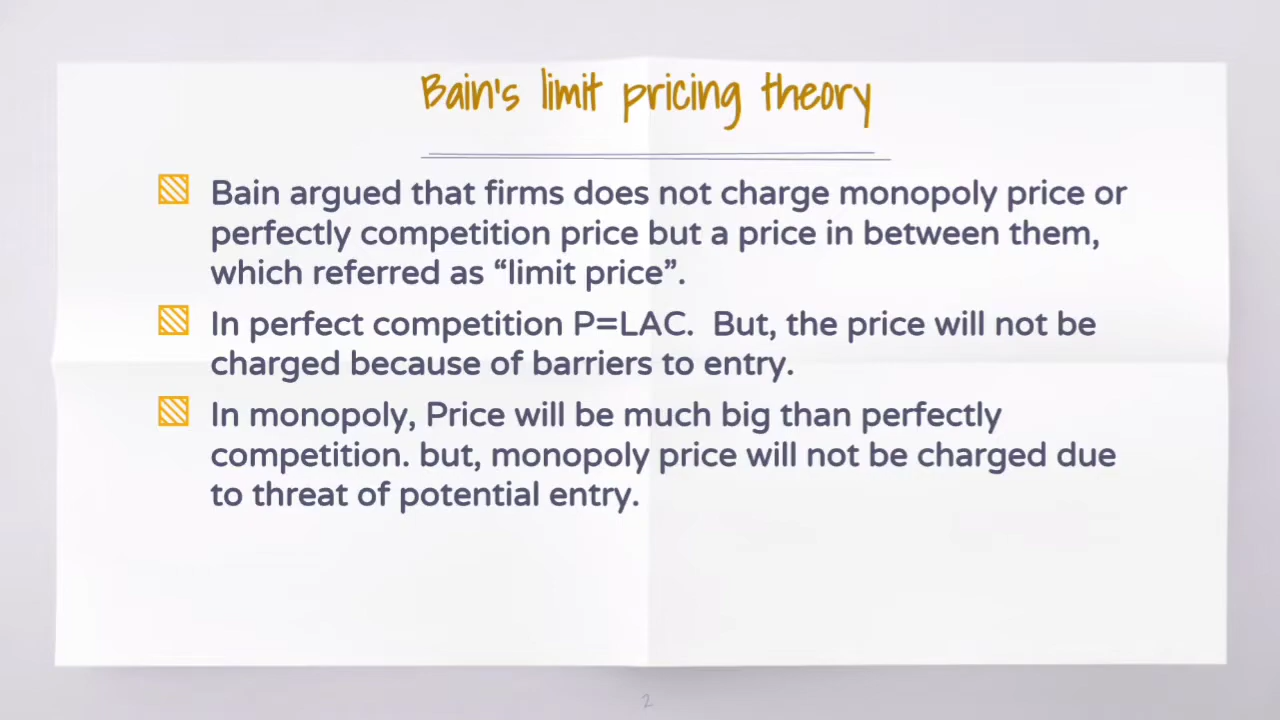 Bain's limit pricing theory
Bain argued that firms does not charge monopoly price or
perfectly competition price but a price in between them,
which referred as “limit price”.
In perfect competition P=LAC.  But, the price will not be
charged because of barriers to entry.
In monopoly, Price will be much big than perfectly
competition. but, monopoly price will not be charged due
to threat of potential entry.
2